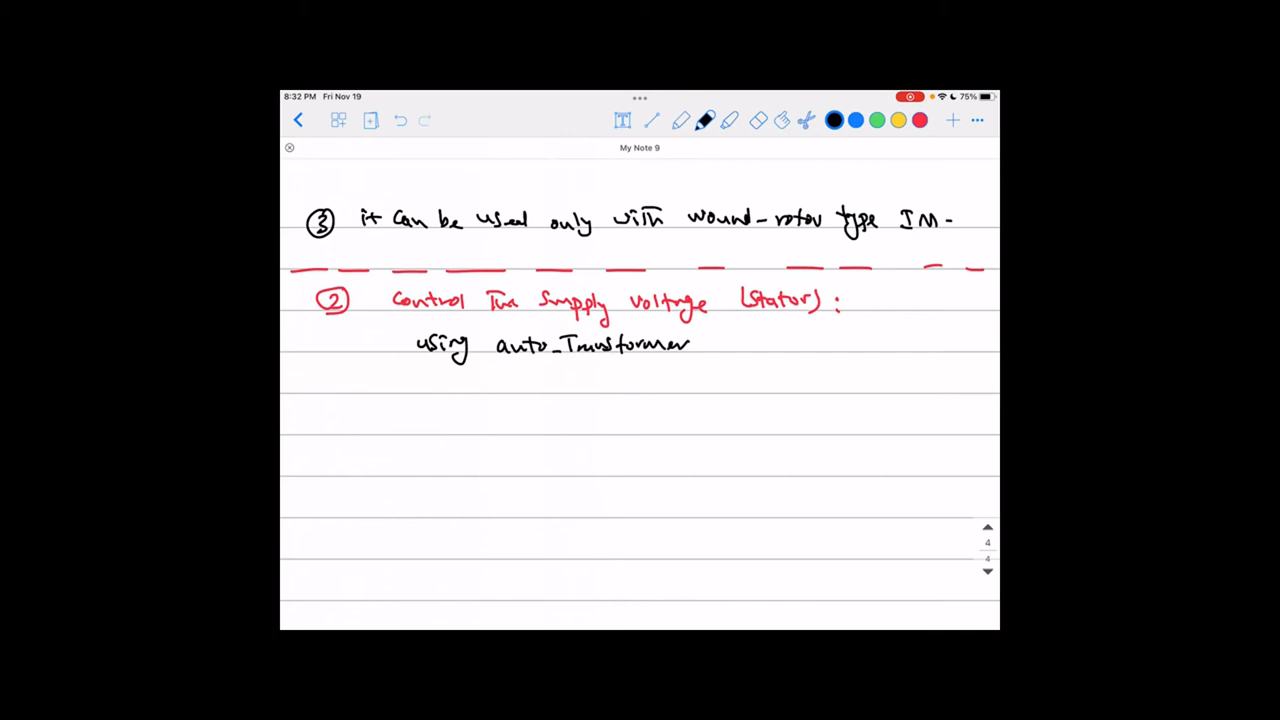 8:32 PM Fri Nov 19
75%
My Note 9
③ it can be used only with wound-rotor type IM-
② Control The Supply voltage (stator):
using auto-Transformer
4
4